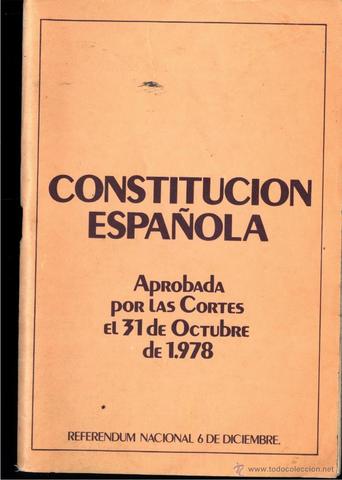 CONSTITUCION
ESPAÑOLA
Aprobada
por las Cortes
el 31 de Octubre
de 1.978
REFERENDUM NACIONAL 6 DE DICIEMBRE.
© www.todocoleccion.net